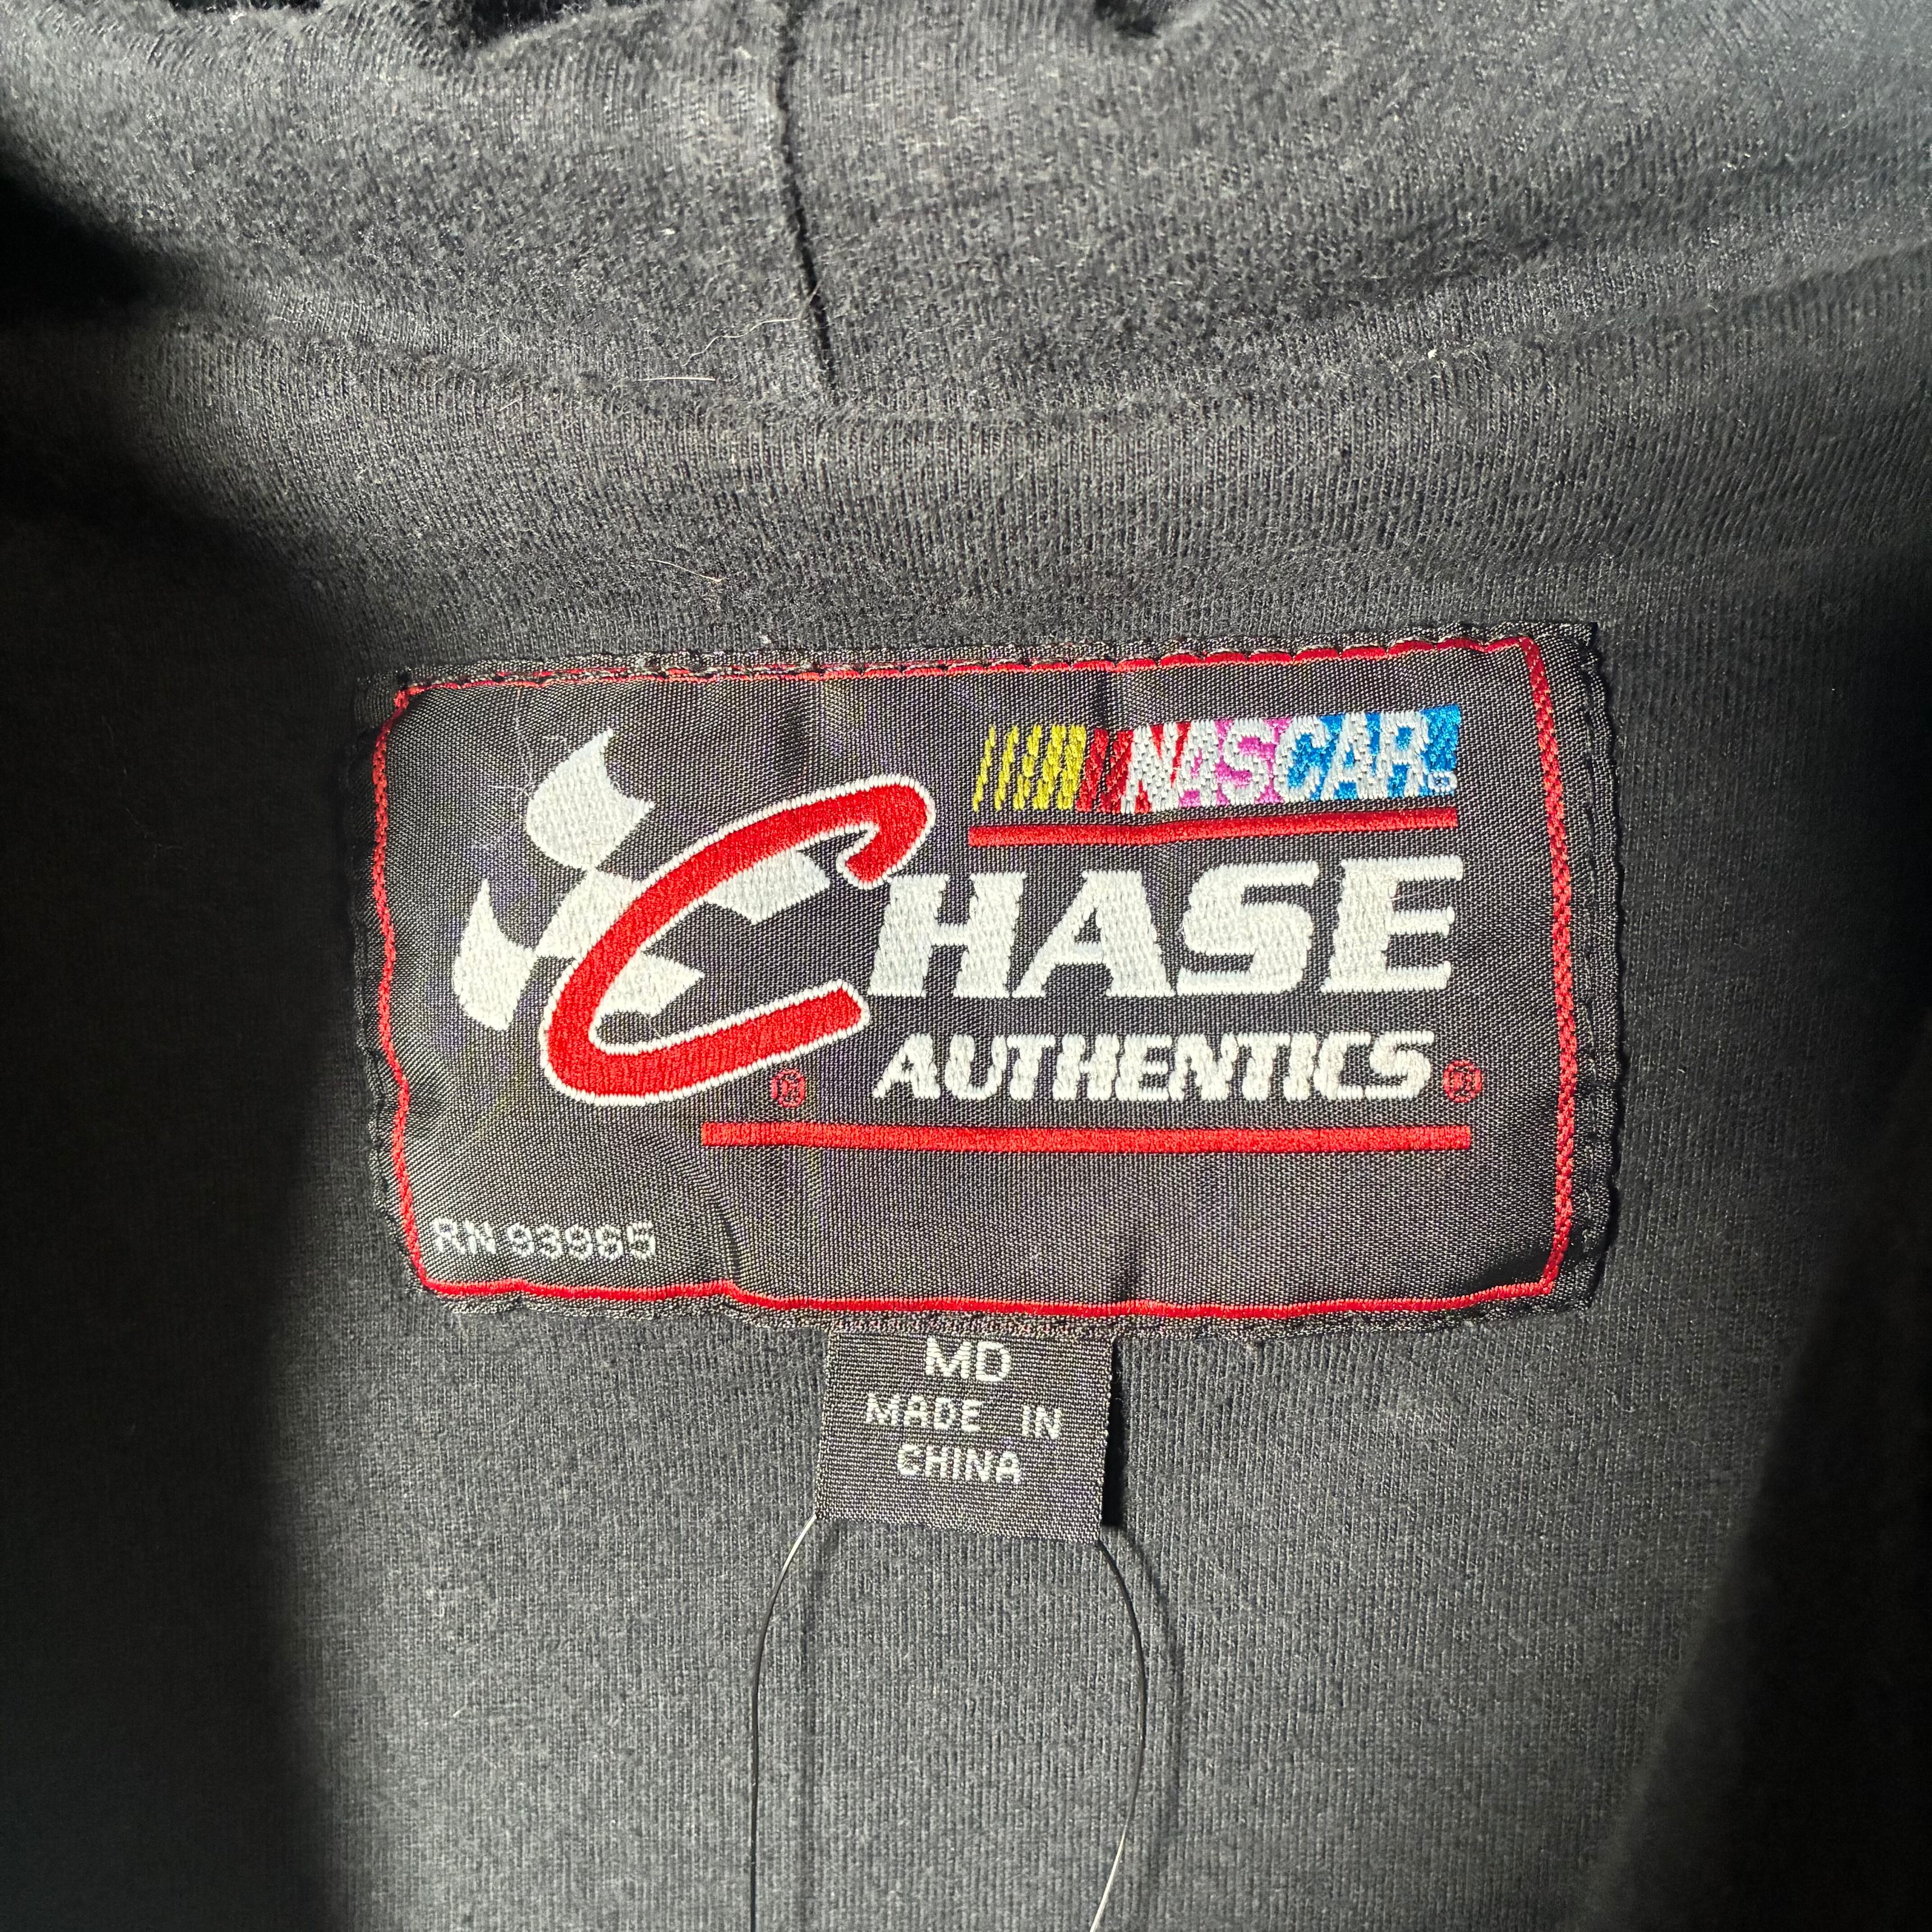 NASCAR®
CHASE
AUTHENTICS®
®
RN 93965
MD
MADE IN
CHINA